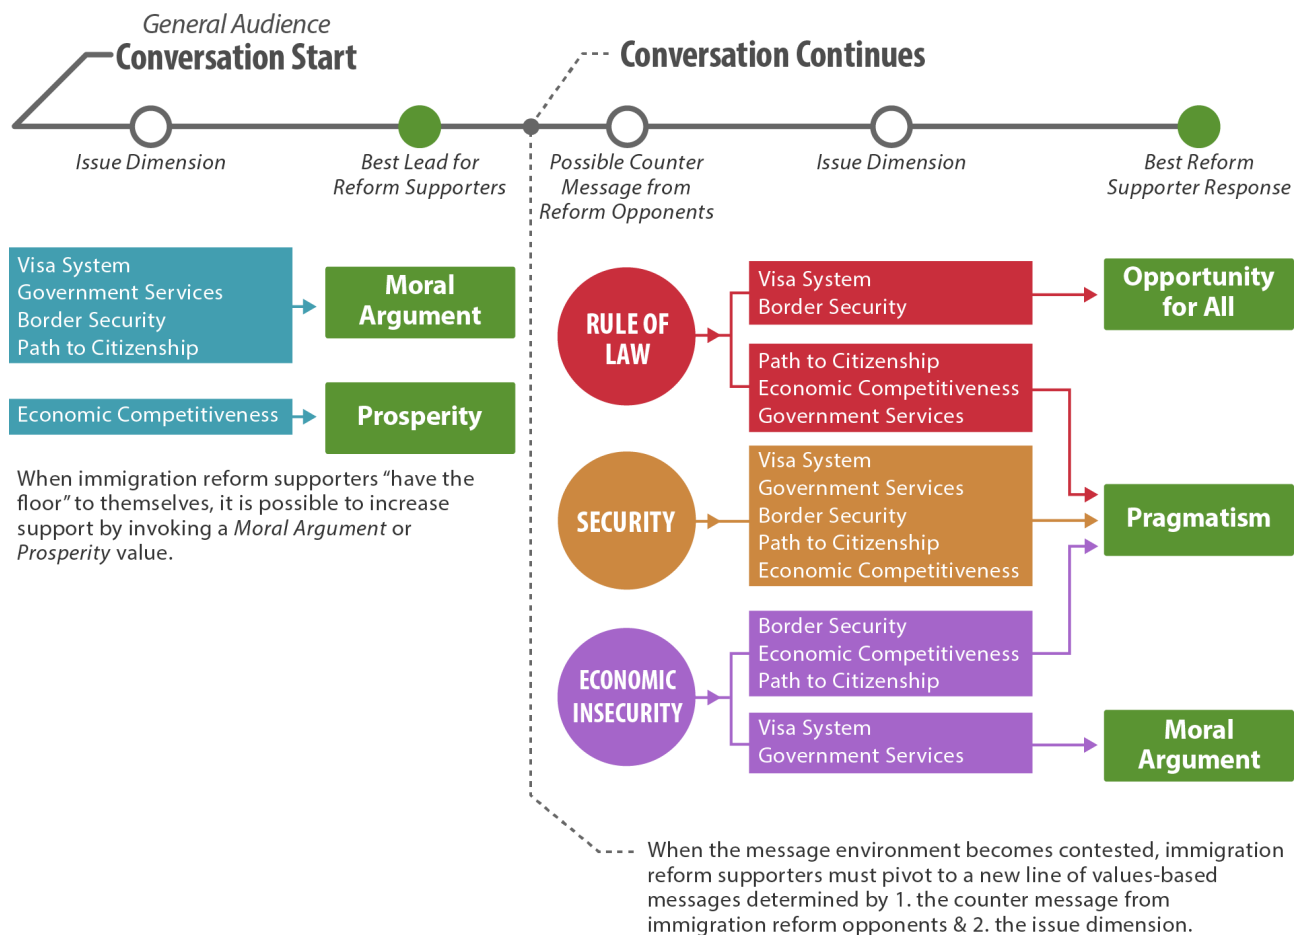 General Audience
Conversation Start
Conversation Continues
Issue Dimension
Best Lead for
Reform Supporters
Possible Counter
Message from
Reform Opponents
Issue Dimension
Best Reform
Supporter Response
Visa System
Government Services
Border Security
Path to Citizenship
Moral
Argument
Economic Competitiveness
Prosperity
When immigration reform supporters “have the
floor” to themselves, it is possible to increase
support by invoking a Moral Argument or
Prosperity value.
RULE OF
LAW
Visa System
Border Security
Opportunity
for All
Path to Citizenship
Economic Competitiveness
Government Services
SECURITY
Visa System
Government Services
Border Security
Path to Citizenship
Economic Competitiveness
Pragmatism
ECONOMIC
INSECURITY
Border Security
Economic Competitiveness
Path to Citizenship
Visa System
Government Services
Moral
Argument
When the message environment becomes contested, immigration
reform supporters must pivot to a new line of values-based
messages determined by 1. the counter message from
immigration reform opponents & 2. the issue dimension.